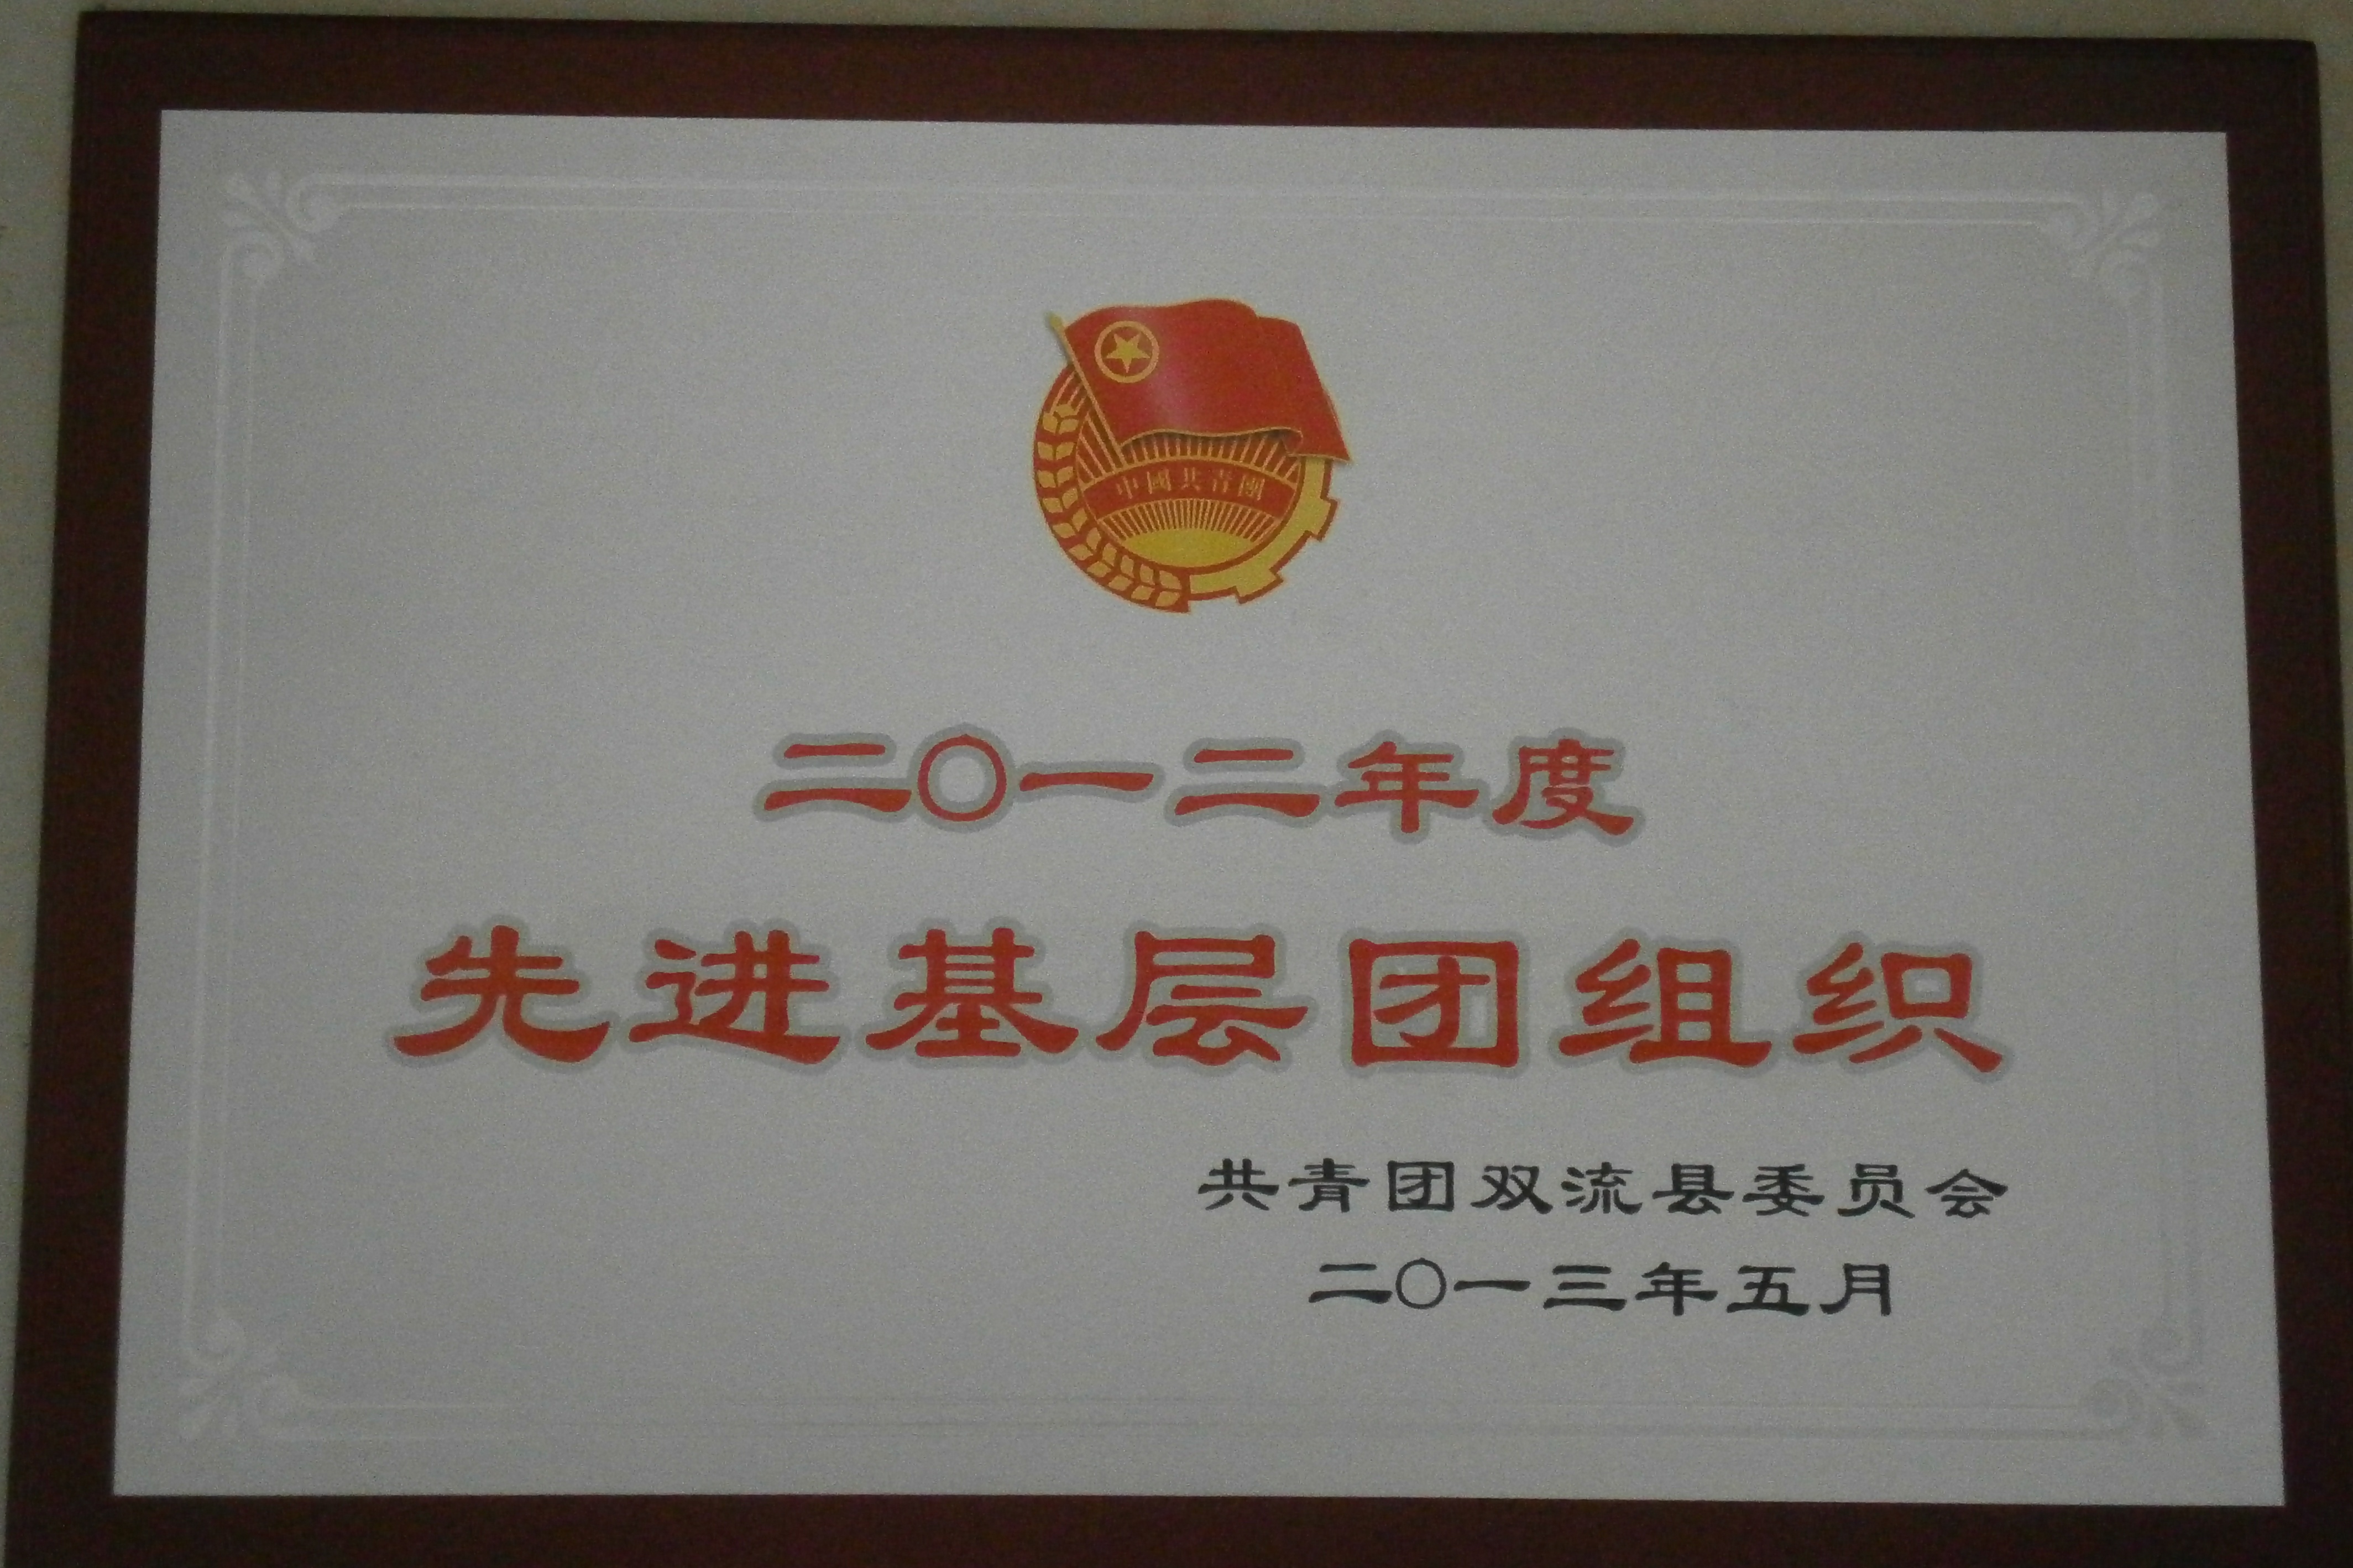 中國共青團
二〇一二年度
先进基层团组织
共青团双流县委员会
二〇一三年五月